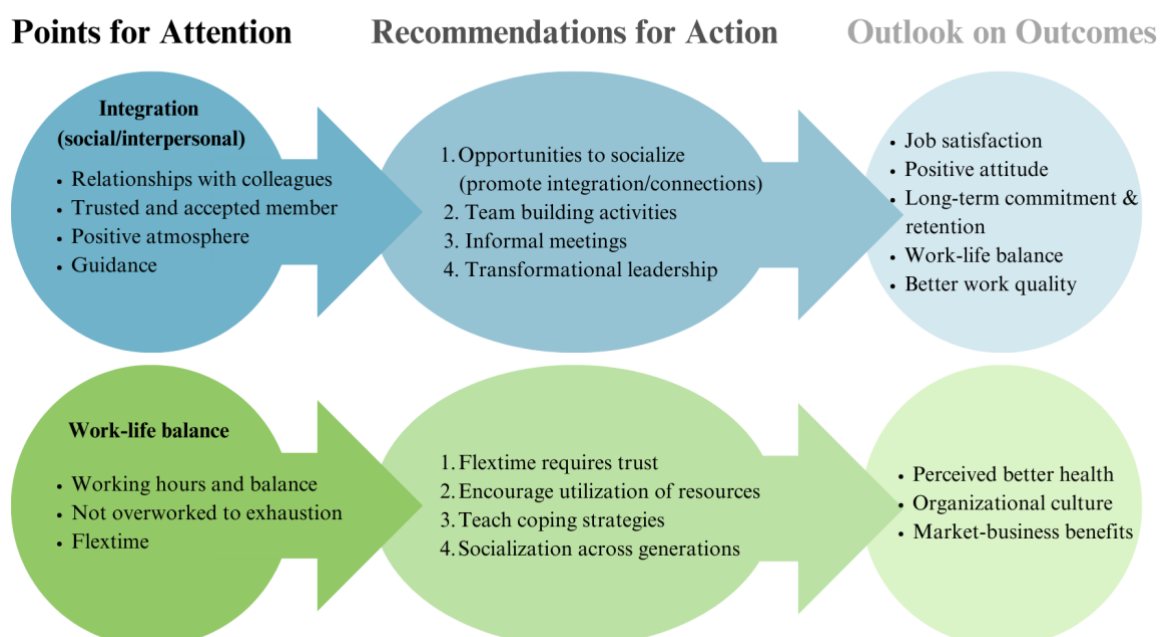 Points for Attention
Recommendations for Action
Outlook on Outcomes
Integration
(social/interpersonal)
• Relationships with colleagues
• Trusted and accepted member
• Positive atmosphere
• Guidance
1. Opportunities to socialize
(promote integration/connections)
2. Team building activities
3. Informal meetings
4. Transformational leadership
• Job satisfaction
• Positive attitude
• Long-term commitment &
retention
• Work-life balance
• Better work quality
Work-life balance
• Working hours and balance
• Not overworked to exhaustion
• Flextime
1. Flextime requires trust
2. Encourage utilization of resources
3. Teach coping strategies
4. Socialization across generations
• Perceived better health
• Organizational culture
• Market-business benefits